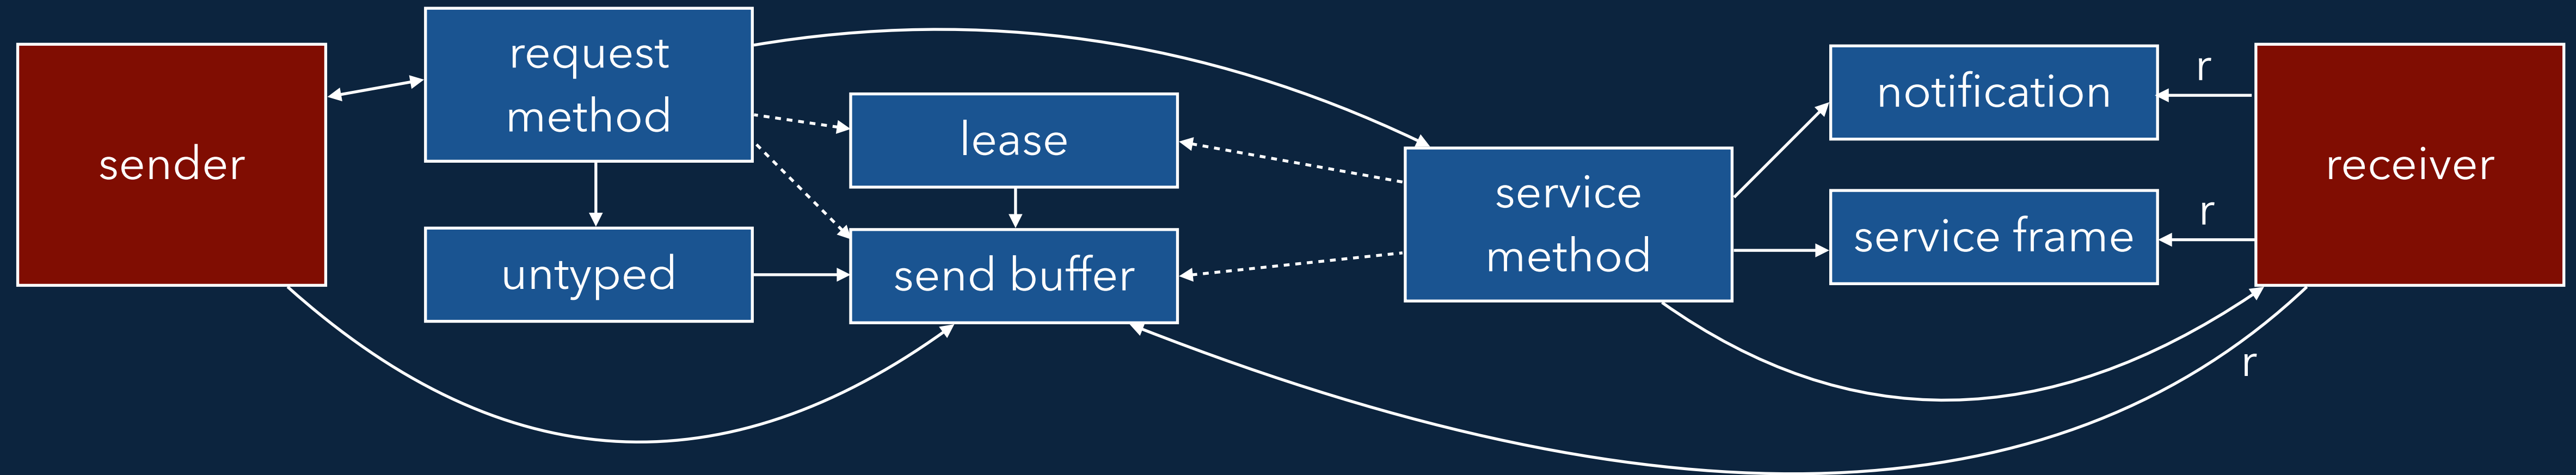 sender
request
method
untyped
lease
send buffer
service
method
notification
service frame
r
r
r
receiver